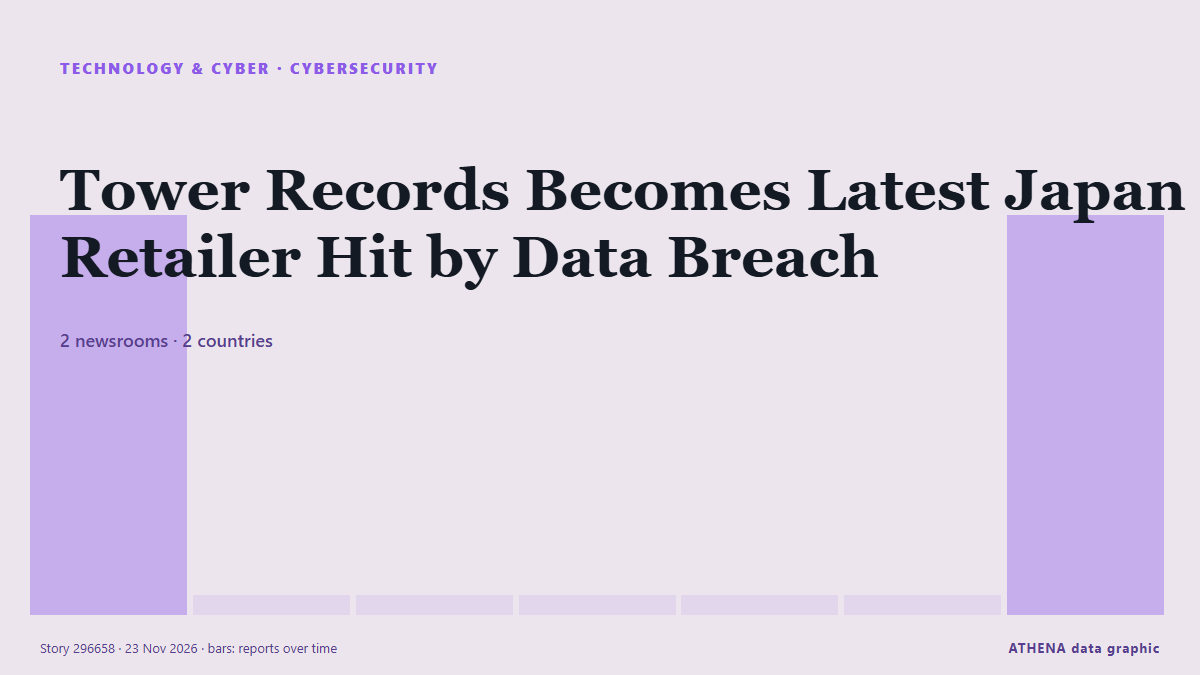 TECHNOLOGY & CYBER · CYBERSECURITY
Tower Records Becomes Latest Japan
Retailer Hit by Data Breach
2 newsrooms · 2 countries
Story 296658 · 23 Nov 2026 · bars: reports over time
ATHENA data graphic